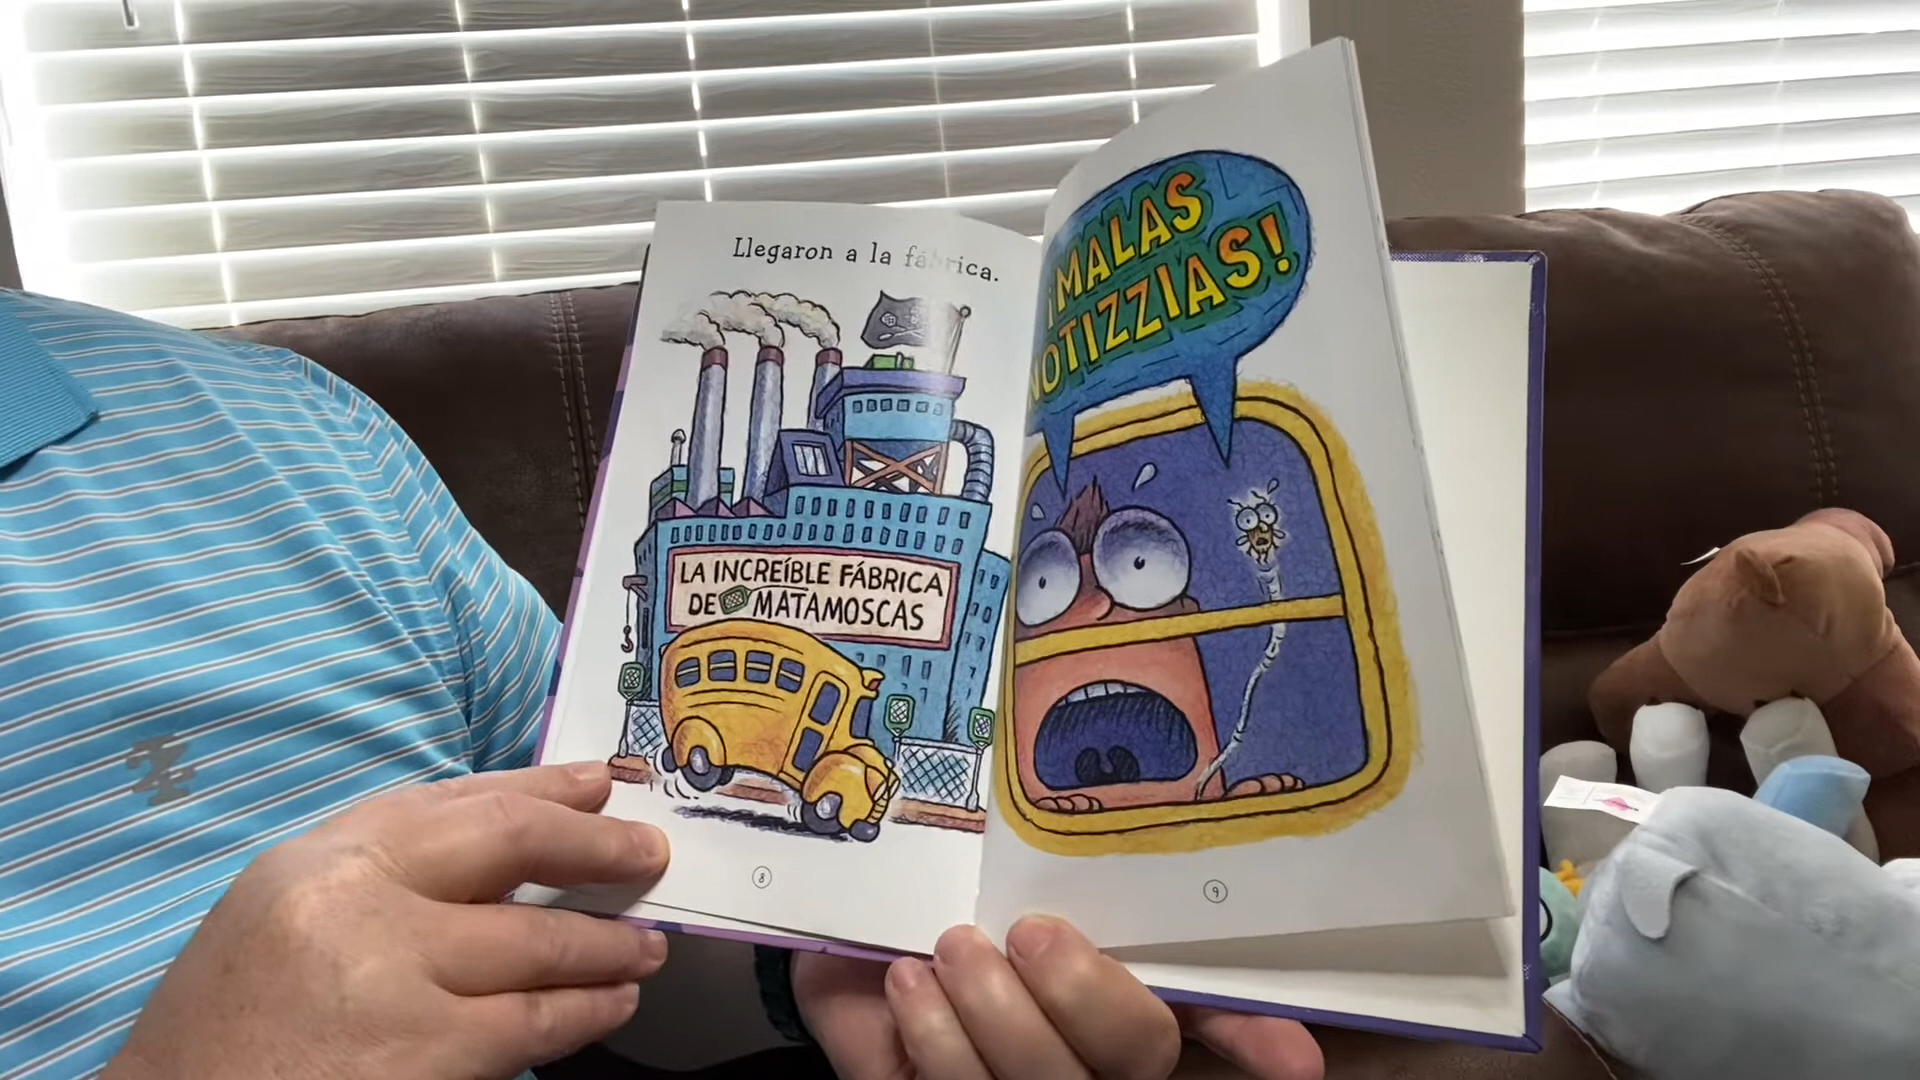 Llegaron a la fábrica.
LA INCREÍBLE FÁBRICA
DE MATAMOSCAS
8
¡MALAS
NOTIZZIAS!
9